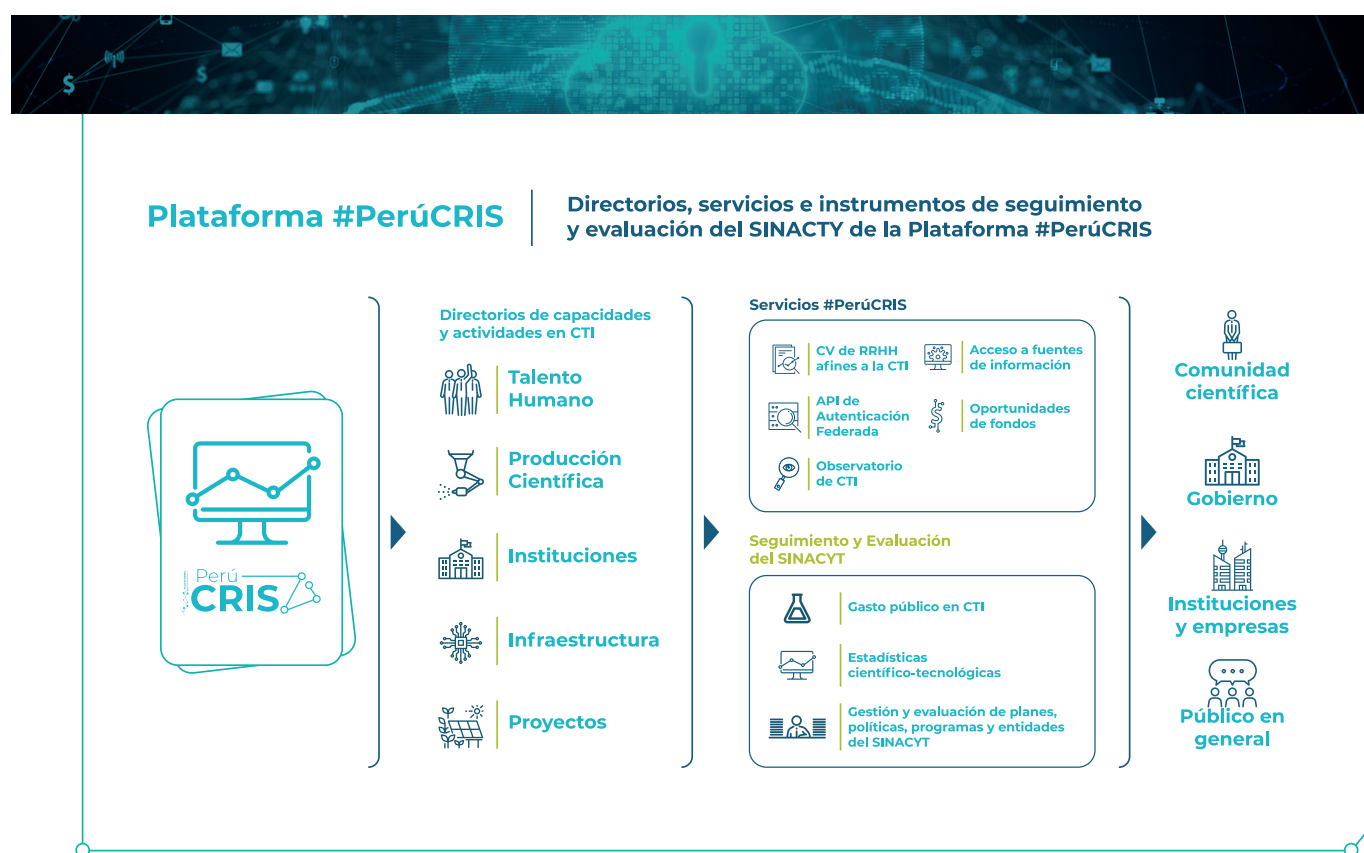 Plataforma #PerúCRIS
Directorios, servicios e instrumentos de seguimiento
y evaluación del SINACTY de la Plataforma #PerúCRIS
Perú
CRIS
Directorios de capacidades
y actividades en CTI
Talento
Humano
Producción
Científica
Instituciones
Infraestructura
Proyectos
Servicios #PerúCRIS
CV de RRHH
afines a la CTI
Acceso a fuentes
de información
API de
Autenticación
Federada
Oportunidades
de fondos
Observatorio
de CTI
Seguimiento y Evaluación
del SINACYT
Gasto público en CTI
Estadísticas
científico-tecnológicas
Gestión y evaluación de planes,
políticas, programas y entidades
del SINACYT
Comunidad
científica
Gobierno
Instituciones
y empresas
Público en
general